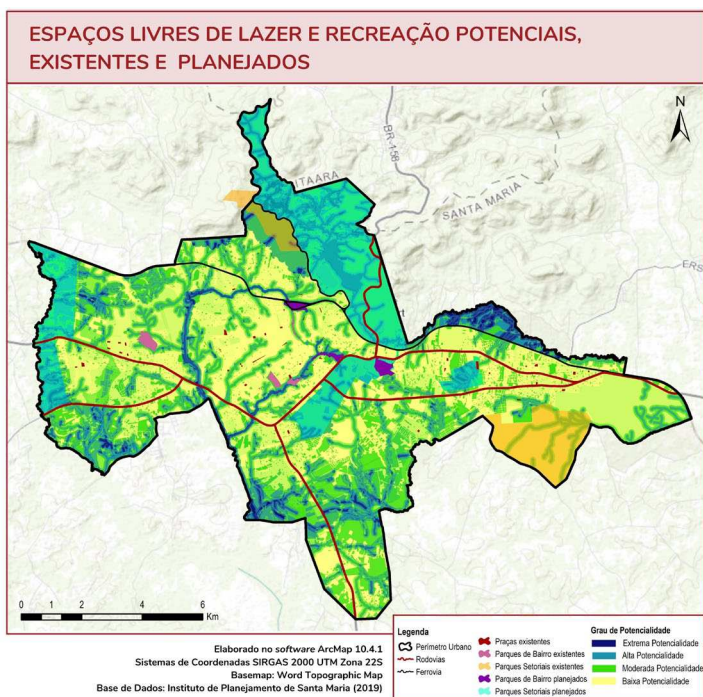 ESPAÇOS LIVRES DE LAZER E RECREAÇÃO POTENCIAIS,
EXISTENTES E PLANEJADOS
N
BR-158
ITAARA
SANTA MARIA
ERS
0 1 2 4 6
Km
Elaborado no software ArcMap 10.4.1
Sistemas de Coordenadas SIRGAS 2000 UTM Zona 22S
Basemap: Word Topographic Map
Base de Dados: Instituto de Planejamento de Santa Maria (2019)
Legenda
Perímetro Urbano
Rodovias
Ferrovia
Praças existentes
Parques de Bairro existentes
Parques Setoriais existentes
Parques de Bairro planejados
Parques Setoriais planejados
Grau de Potencialidade
Extrema Potencialidade
Alta Potencialidade
Moderada Potencialidade
Baixa Potencialidade